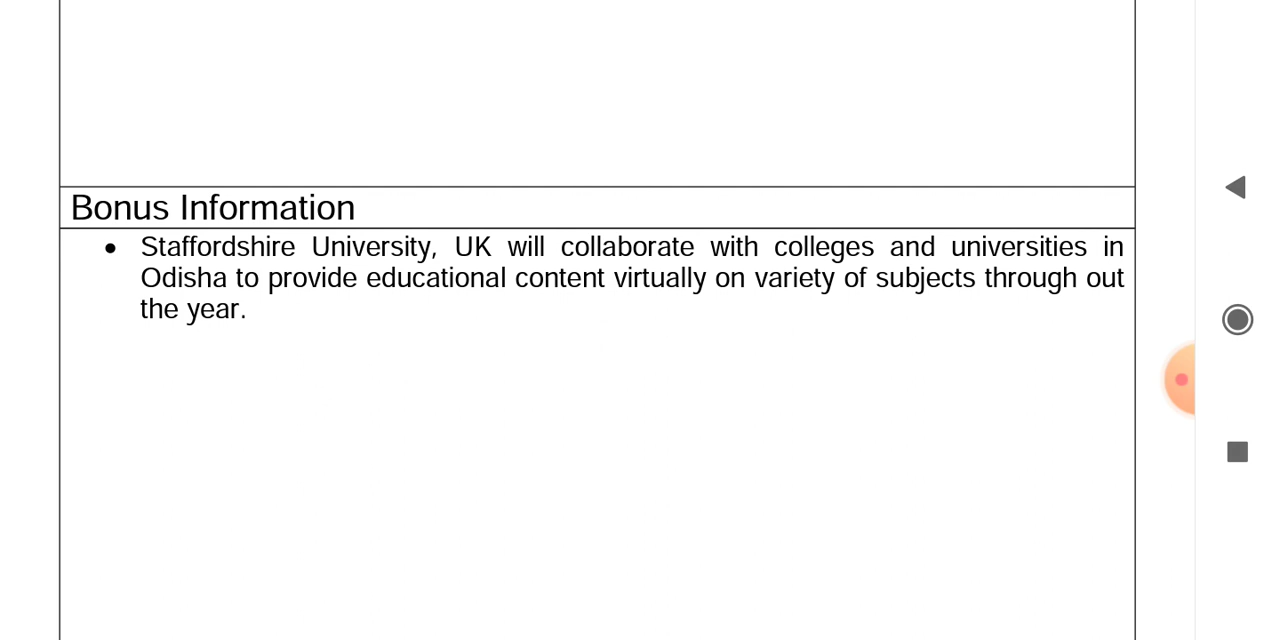 Bonus Information
● Staffordshire University, UK will collaborate with colleges and universities in
Odisha to provide educational content virtually on variety of subjects through out
the year.